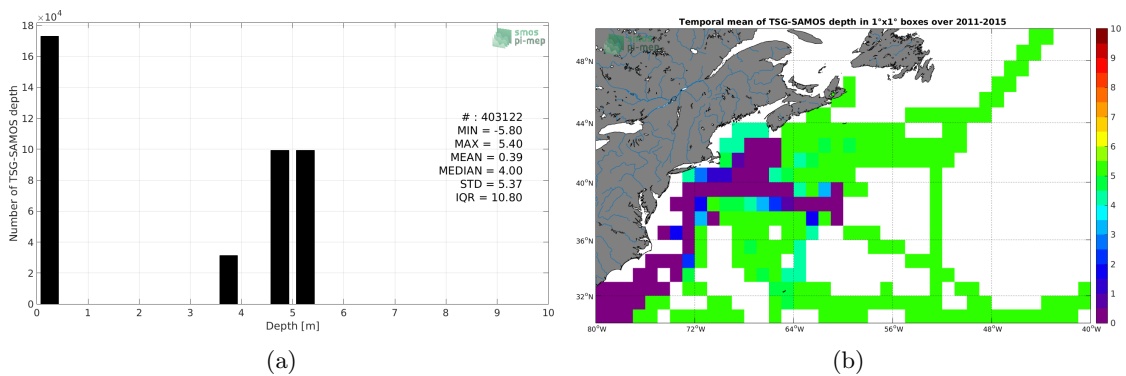 ×10⁴
18
16
14
12
10
8
6
4
2
0
Number of TSG-SAMOS depth
smos
pi-mep
# : 403122
MIN = -5.80
MAX = 5.40
MEAN = 0.39
MEDIAN = 4.00
STD = 5.37
IQR = 10.80
0 1 2 3 4 5 6 7 8 9 10
Depth [m]
(a)
Temporal mean of TSG-SAMOS depth in 1°x1° boxes over 2011-2015
smos
pi-mep
48°N
44°N
40°N
36°N
32°N
80°W 72°W 64°W 56°W 48°W 40°W
10
9
8
7
6
5
4
3
2
1
0
(b)